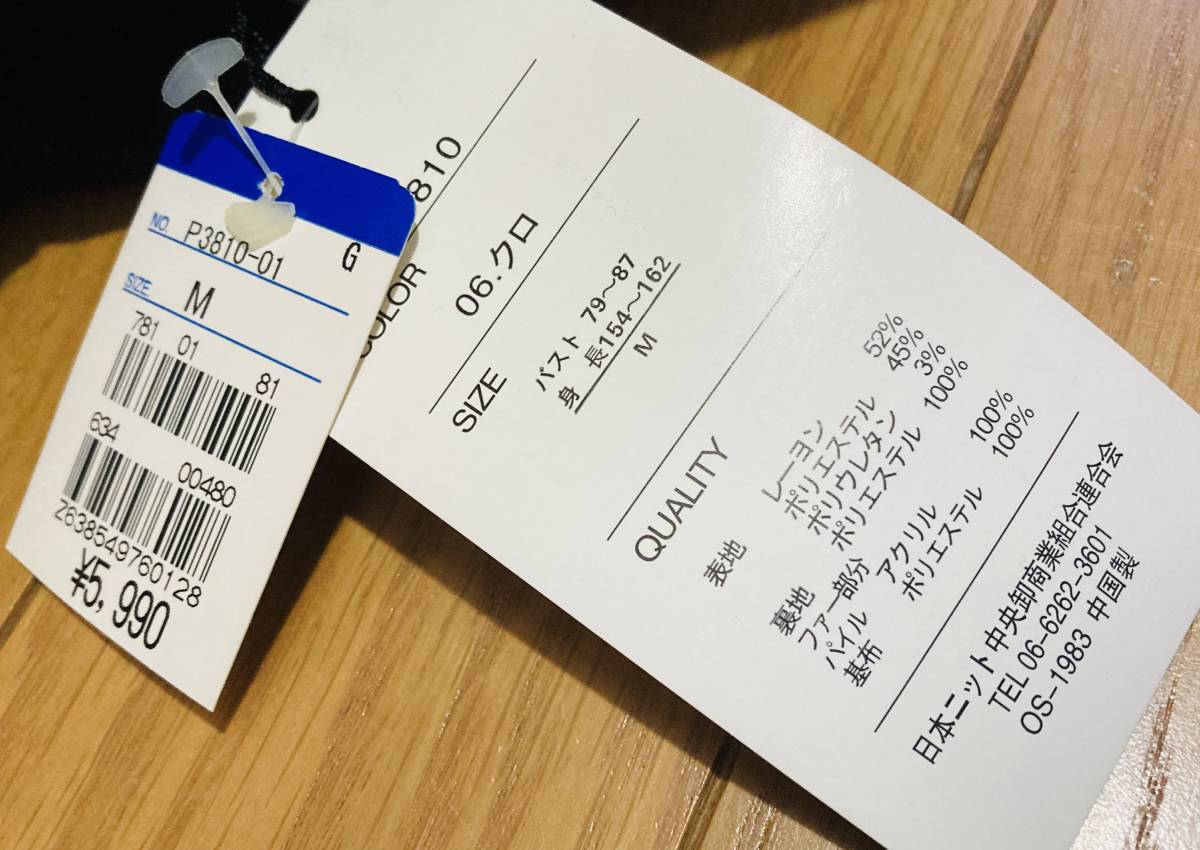 NO. P3810-01
G
SIZE M
781 01
81
634
00480
Z638549760128
¥5,990
810
COLOR
06.クロ
SIZE
バスト 79〜87
身 長154〜162
M
QUALITY
表地
レーヨン 52%
ポリエステル 45%
ポリウレタン 3%
裏地 ポリエステル 100%
ファー部分
パイル アクリル 100%
基布 ポリエステル 100%
日本ニット中央卸商業組合連合会
TEL 06-6262-3601
OS-1983 中国製